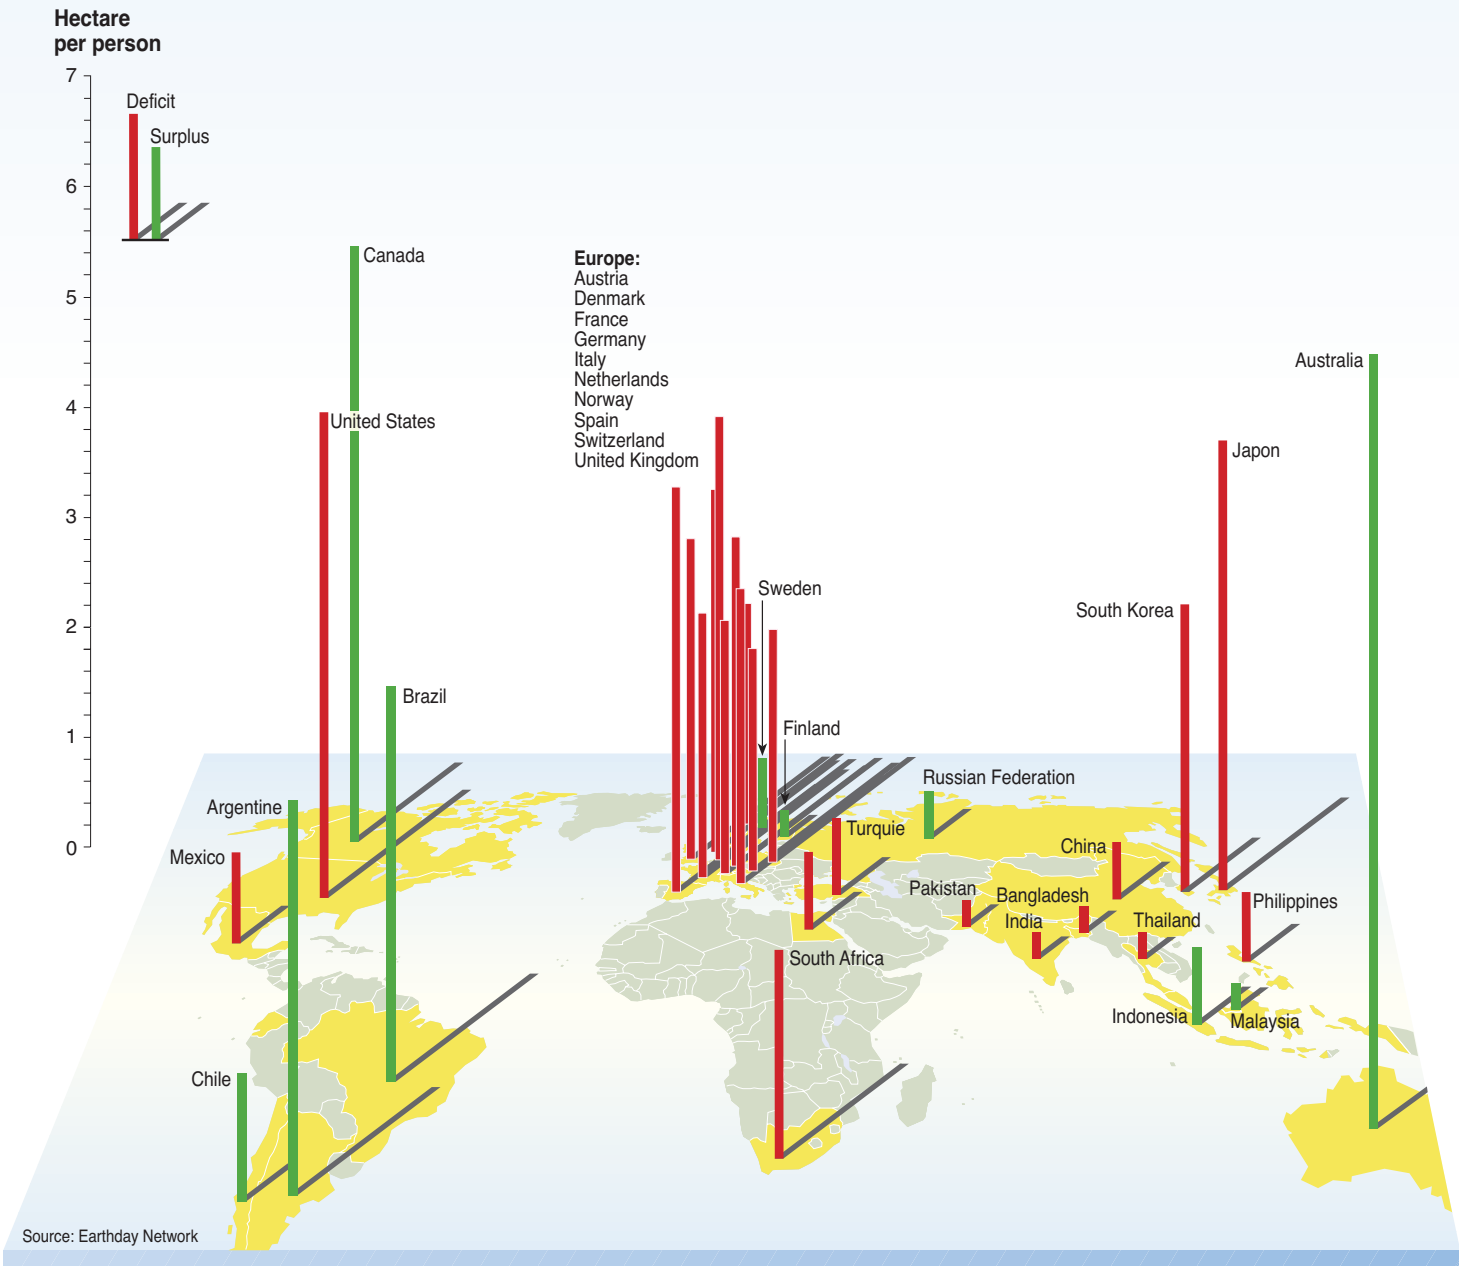 Hectare
per person
7
6
5
4
3
2
1
0
Deficit
Surplus
Canada
United States
Brazil
Argentine
Mexico
Chile
Europe:
Austria
Denmark
France
Germany
Italy
Netherlands
Norway
Spain
Switzerland
United Kingdom
Sweden
Finland
Turquie
Russian Federation
South Africa
Pakistan
India
Bangladesh
China
Thailand
South Korea
Japon
Philippines
Indonesia
Malaysia
Australia
Source: Earthday Network